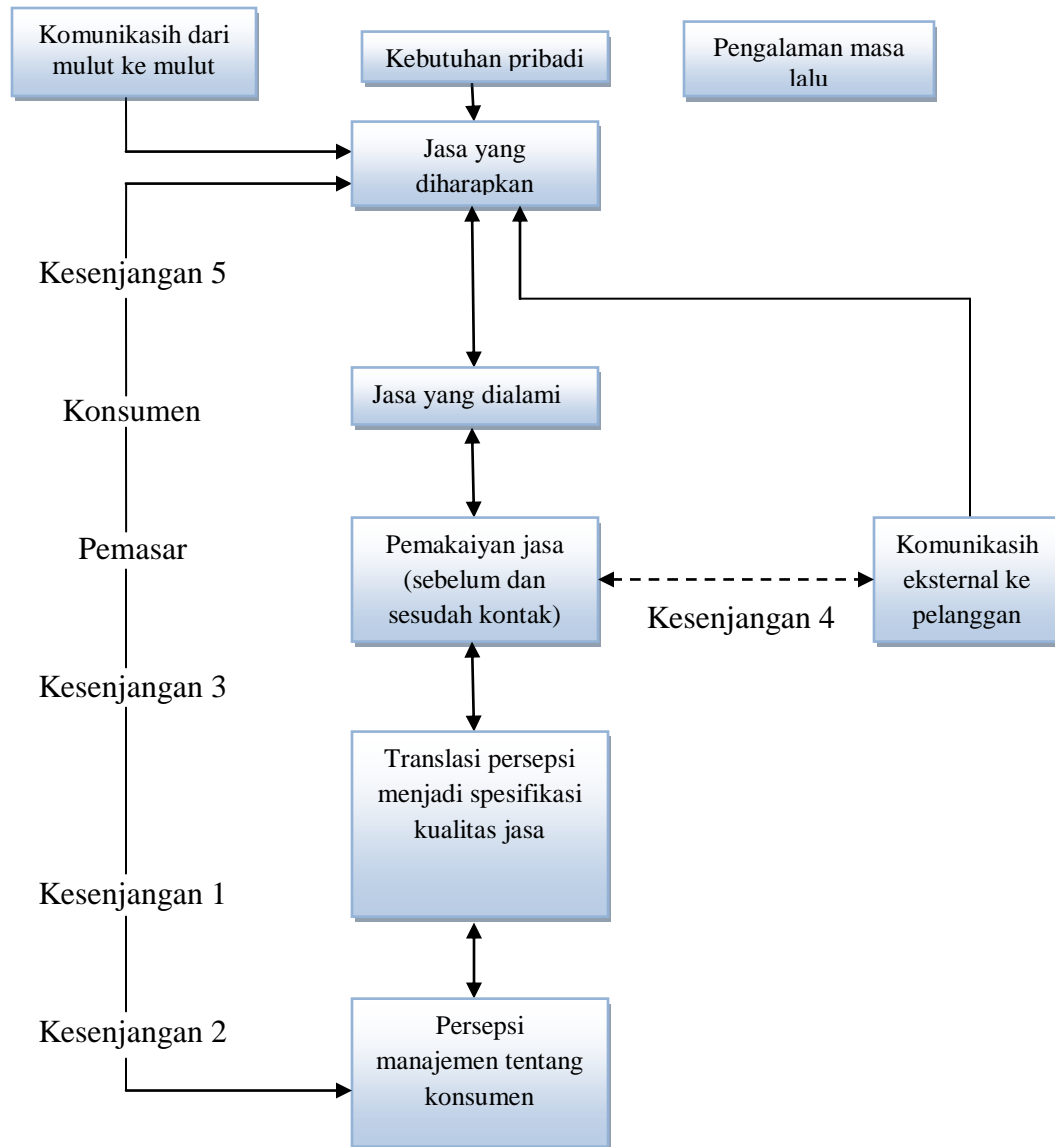 Komunikasih dari
mulut ke mulut
Kebutuhan pribadi
Pengalaman masa
lalu
Jasa yang
diharapkan
Kesenjangan 5
Jasa yang dialami
Konsumen
Pemasar
Pemakaiyan jasa
(sebelum dan
sesudah kontak)
Kesenjangan 4
Komunikasih
eksternal ke
pelanggan
Kesenjangan 3
Translasi persepsi
menjadi spesifikasi
kualitas jasa
Kesenjangan 1
Kesenjangan 2
Persepsi
manajemen tentang
konsumen